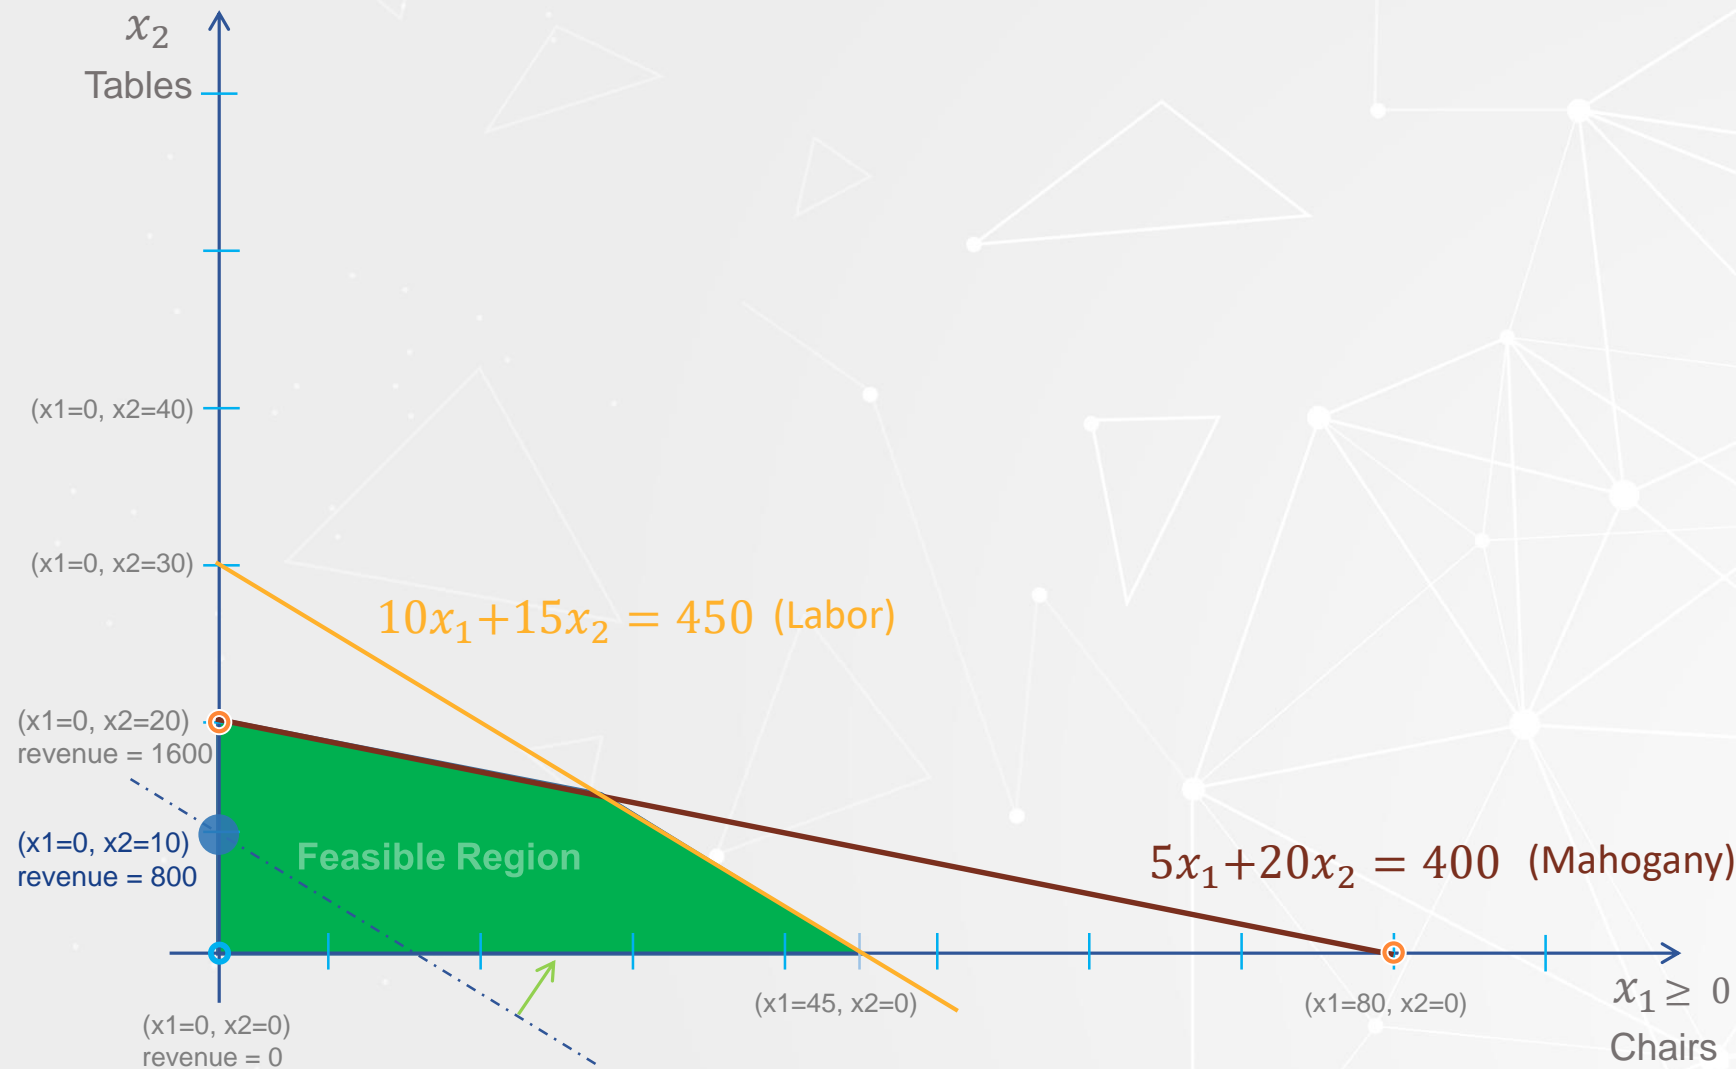 x₂
Tables
(x1=0, x2=40)
(x1=0, x2=30)
10x₁+15x₂ = 450 (Labor)
(x1=0, x2=20)
revenue = 1600
(x1=0, x2=10)
revenue = 800
Feasible Region
5x₁+20x₂ = 400 (Mahogany)
(x1=45, x2=0)
(x1=80, x2=0)
x₁ ≥ 0
Chairs
(x1=0, x2=0)
revenue = 0